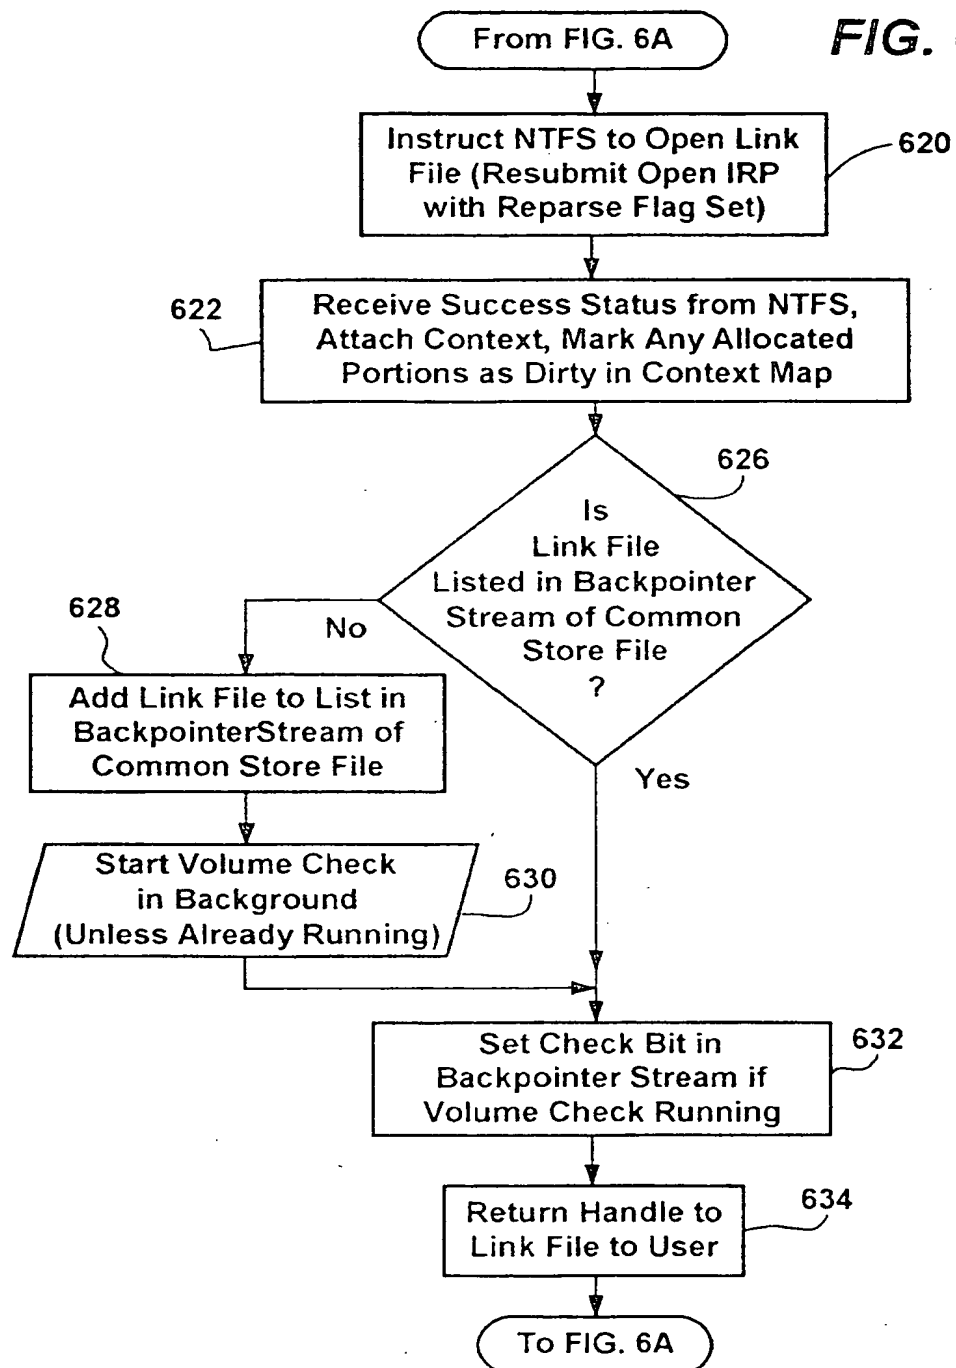 From FIG. 6A
FIG.
Instruct NTFS to Open Link
File (Resubmit Open IRP
with Reparse Flag Set)
620
622
Receive Success Status from NTFS,
Attach Context, Mark Any Allocated
Portions as Dirty in Context Map
626
Is
Link File
Listed in Backpointer
Stream of Common
Store File
?
628
No
Add Link File to List in
BackpointerStream of
Common Store File
Yes
Start Volume Check
in Background
(Unless Already Running)
630
Set Check Bit in
Backpointer Stream if
Volume Check Running
632
Return Handle to
Link File to User
634
To FIG. 6A